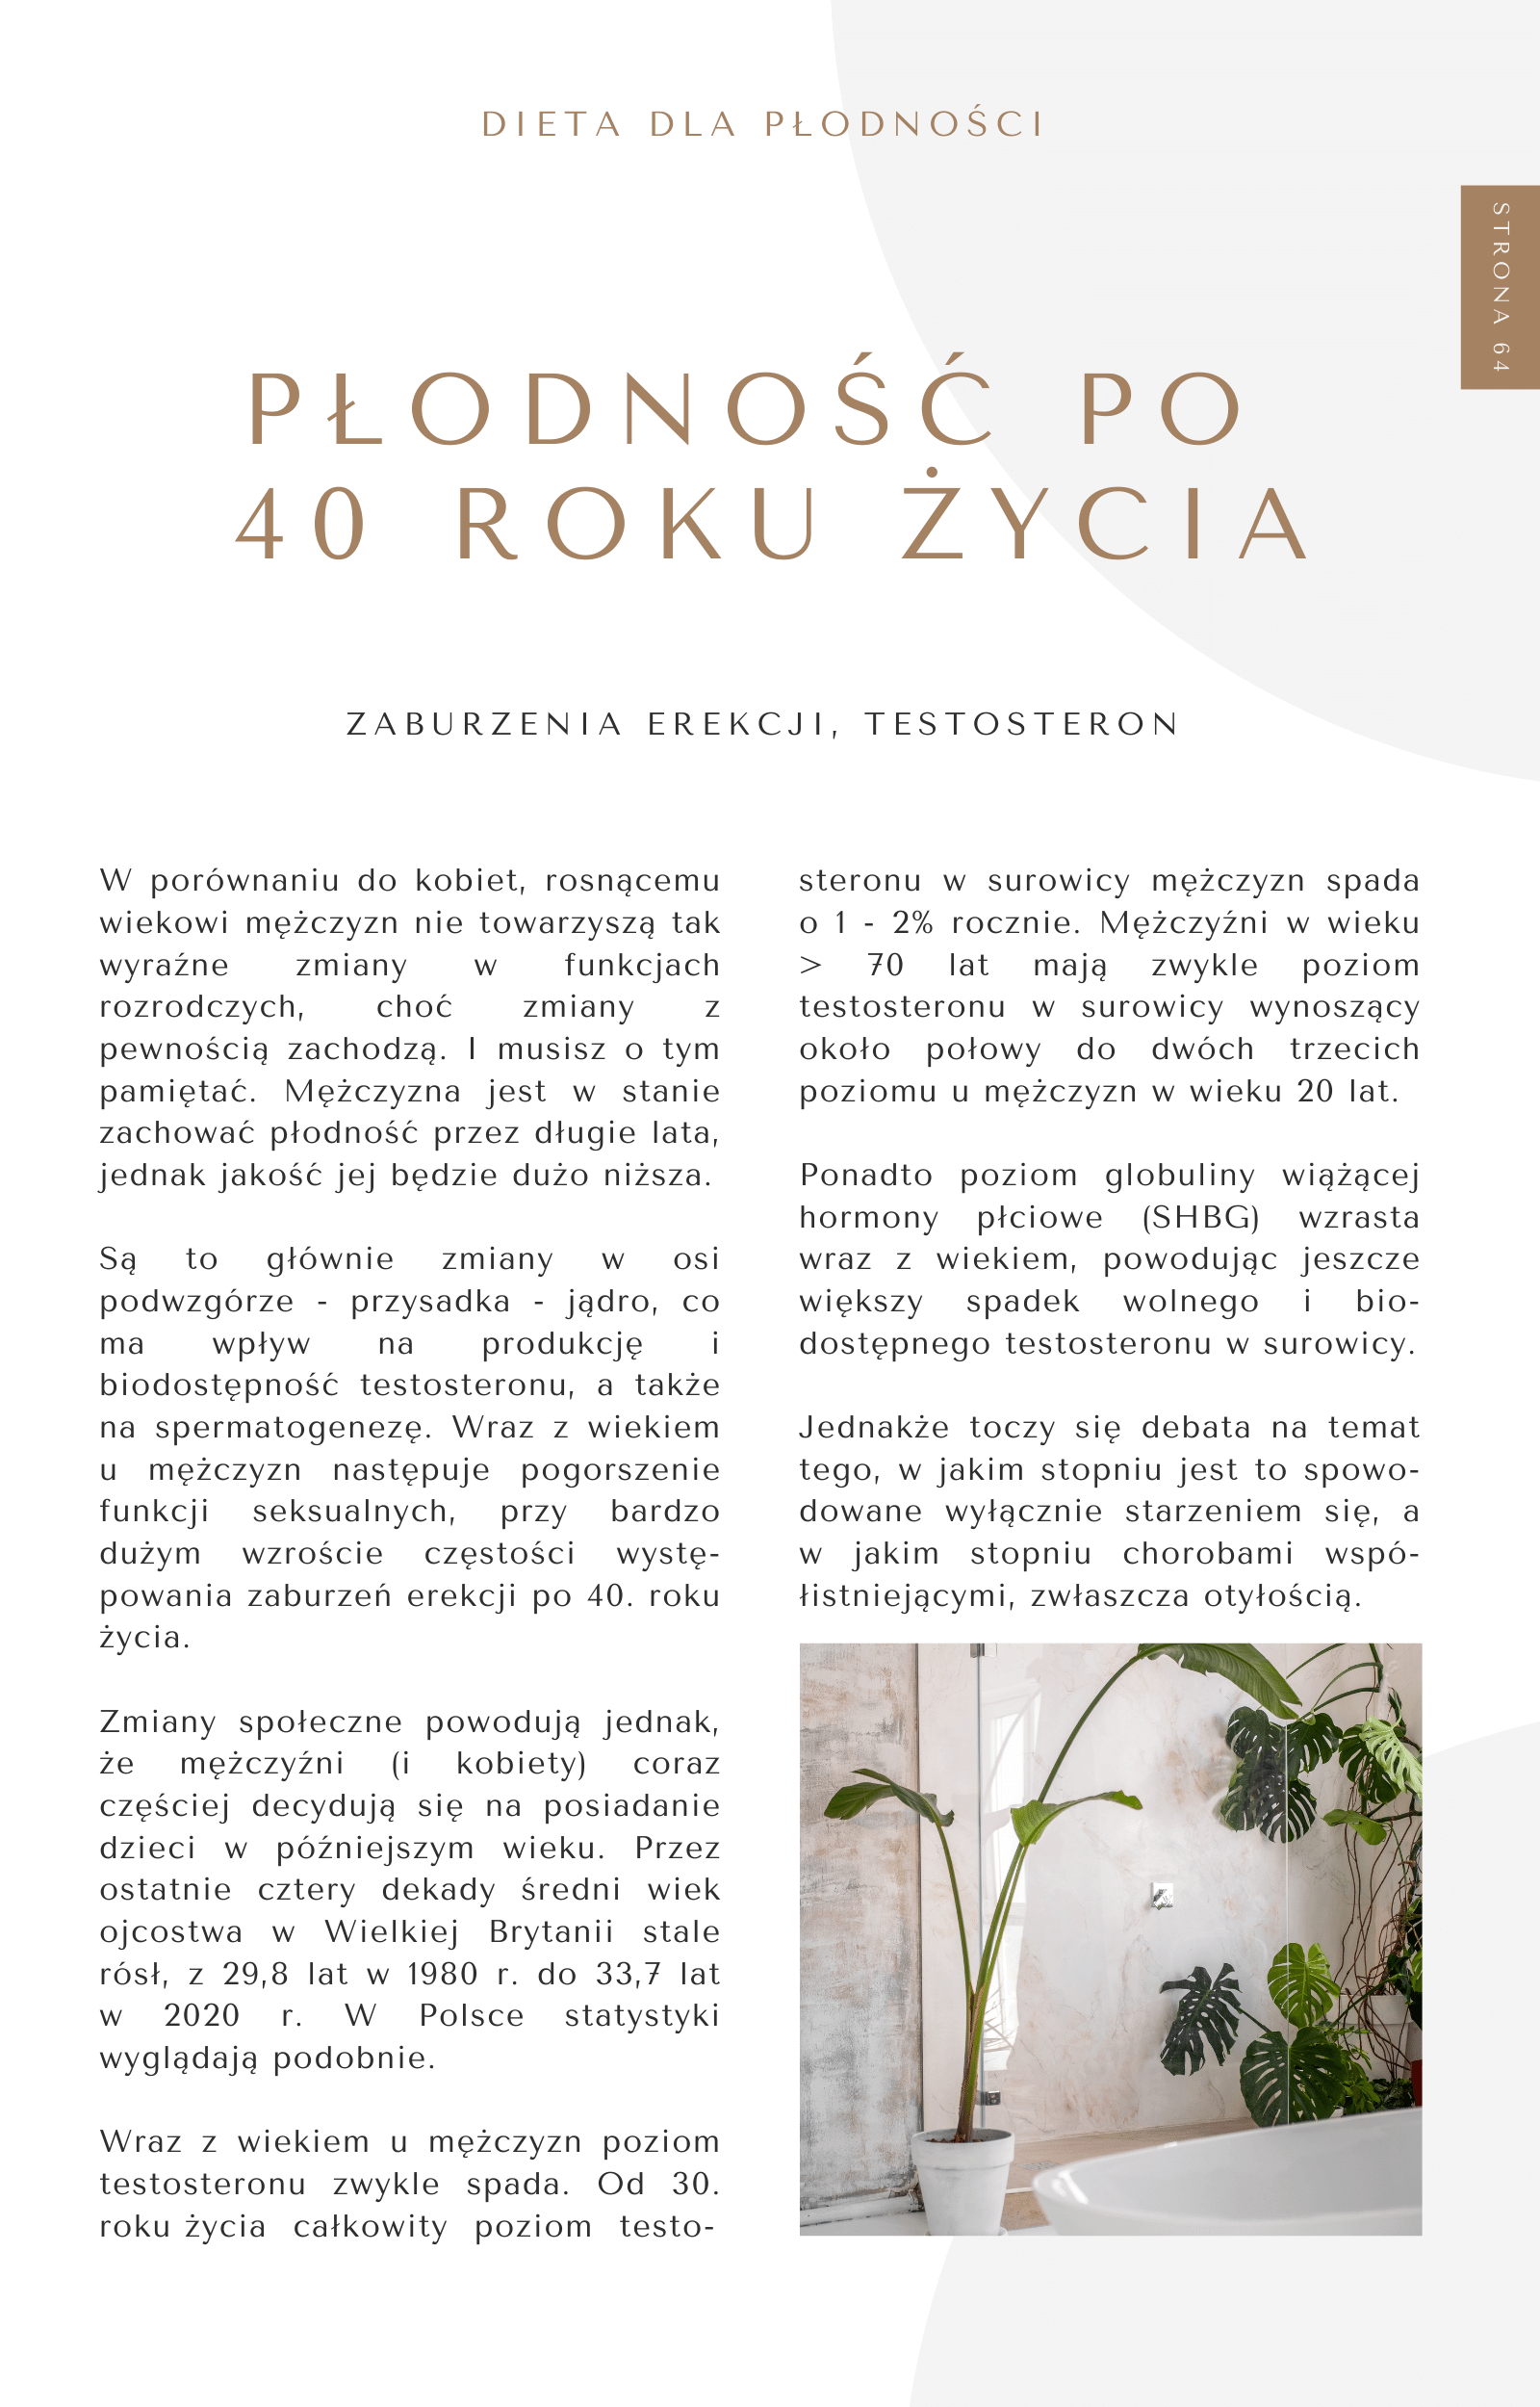 DIETA DLA PŁODNOŚCI
STRONA 64
PŁODNOŚĆ PO
40 ROKU ŻYCIA
ZABURZENIA EREKCJI, TESTOSTERON
W porównaniu do kobiet, rosnącemu
wiekowi mężczyzn nie towarzyszą tak
wyraźne zmiany w funkcjach
rozrodczych, choć zmiany z
pewnością zachodzą. I musisz o tym
pamiętać. Mężczyzna jest w stanie
zachować płodność przez długie lata,
jednak jakość jej będzie dużo niższa.
Są to głównie zmiany w osi
podwzgórze - przysadka - jądro, co
ma wpływ na produkcję i
biodostępność testosteronu, a także
na spermatogenezę. Wraz z wiekiem
u mężczyzn następuje pogorszenie
funkcji seksualnych, przy bardzo
dużym wzroście częstości wystę-
powania zaburzeń erekcji po 40. roku
życia.
Zmiany społeczne powodują jednak,
że mężczyźni (i kobiety) coraz
częściej decydują się na posiadanie
dzieci w późniejszym wieku. Przez
ostatnie cztery dekady średni wiek
ojcostwa w Wielkiej Brytanii stale
rósł, z 29,8 lat w 1980 r. do 33,7 lat
w 2020 r. W Polsce statystyki
wyglądają podobnie.
Wraz z wiekiem u mężczyzn poziom
testosteronu zwykle spada. Od 30.
roku życia całkowity poziom testo-
steronu w surowicy mężczyzn spada
o 1 - 2% rocznie. Mężczyźni w wieku
> 70 lat mają zwykle poziom
testosteronu w surowicy wynoszący
około połowy do dwóch trzecich
poziomu u mężczyzn w wieku 20 lat.
Ponadto poziom globuliny wiążącej
hormony płciowe (SHBG) wzrasta
wraz z wiekiem, powodując jeszcze
większy spadek wolnego i bio-
dostępnego testosteronu w surowicy.
Jednakże toczy się debata na temat
tego, w jakim stopniu jest to spowo-
dowane wyłącznie starzeniem się, a
w jakim stopniu chorobami wspó-
łistniejącymi, zwłaszcza otyłością.